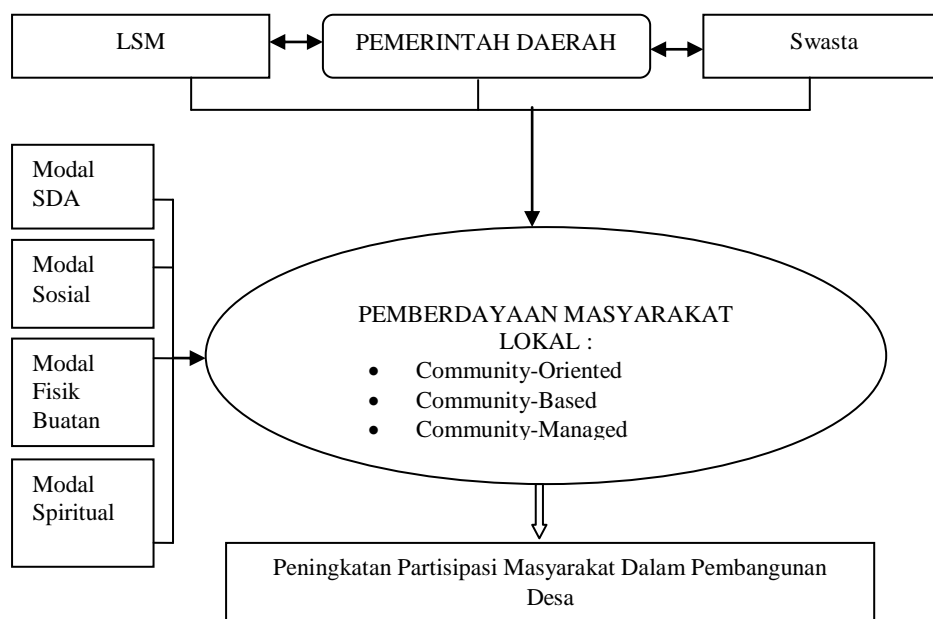 LSM
PEMERINTAH DAERAH
Swasta
Modal
SDA
Modal
Sosial
Modal
Fisik
Buatan
Modal
Spiritual
PEMBERDAYAAN MASYARAKAT
LOKAL :
• Community-Oriented
• Community-Based
• Community-Managed
Peningkatan Partisipasi Masyarakat Dalam Pembangunan
Desa